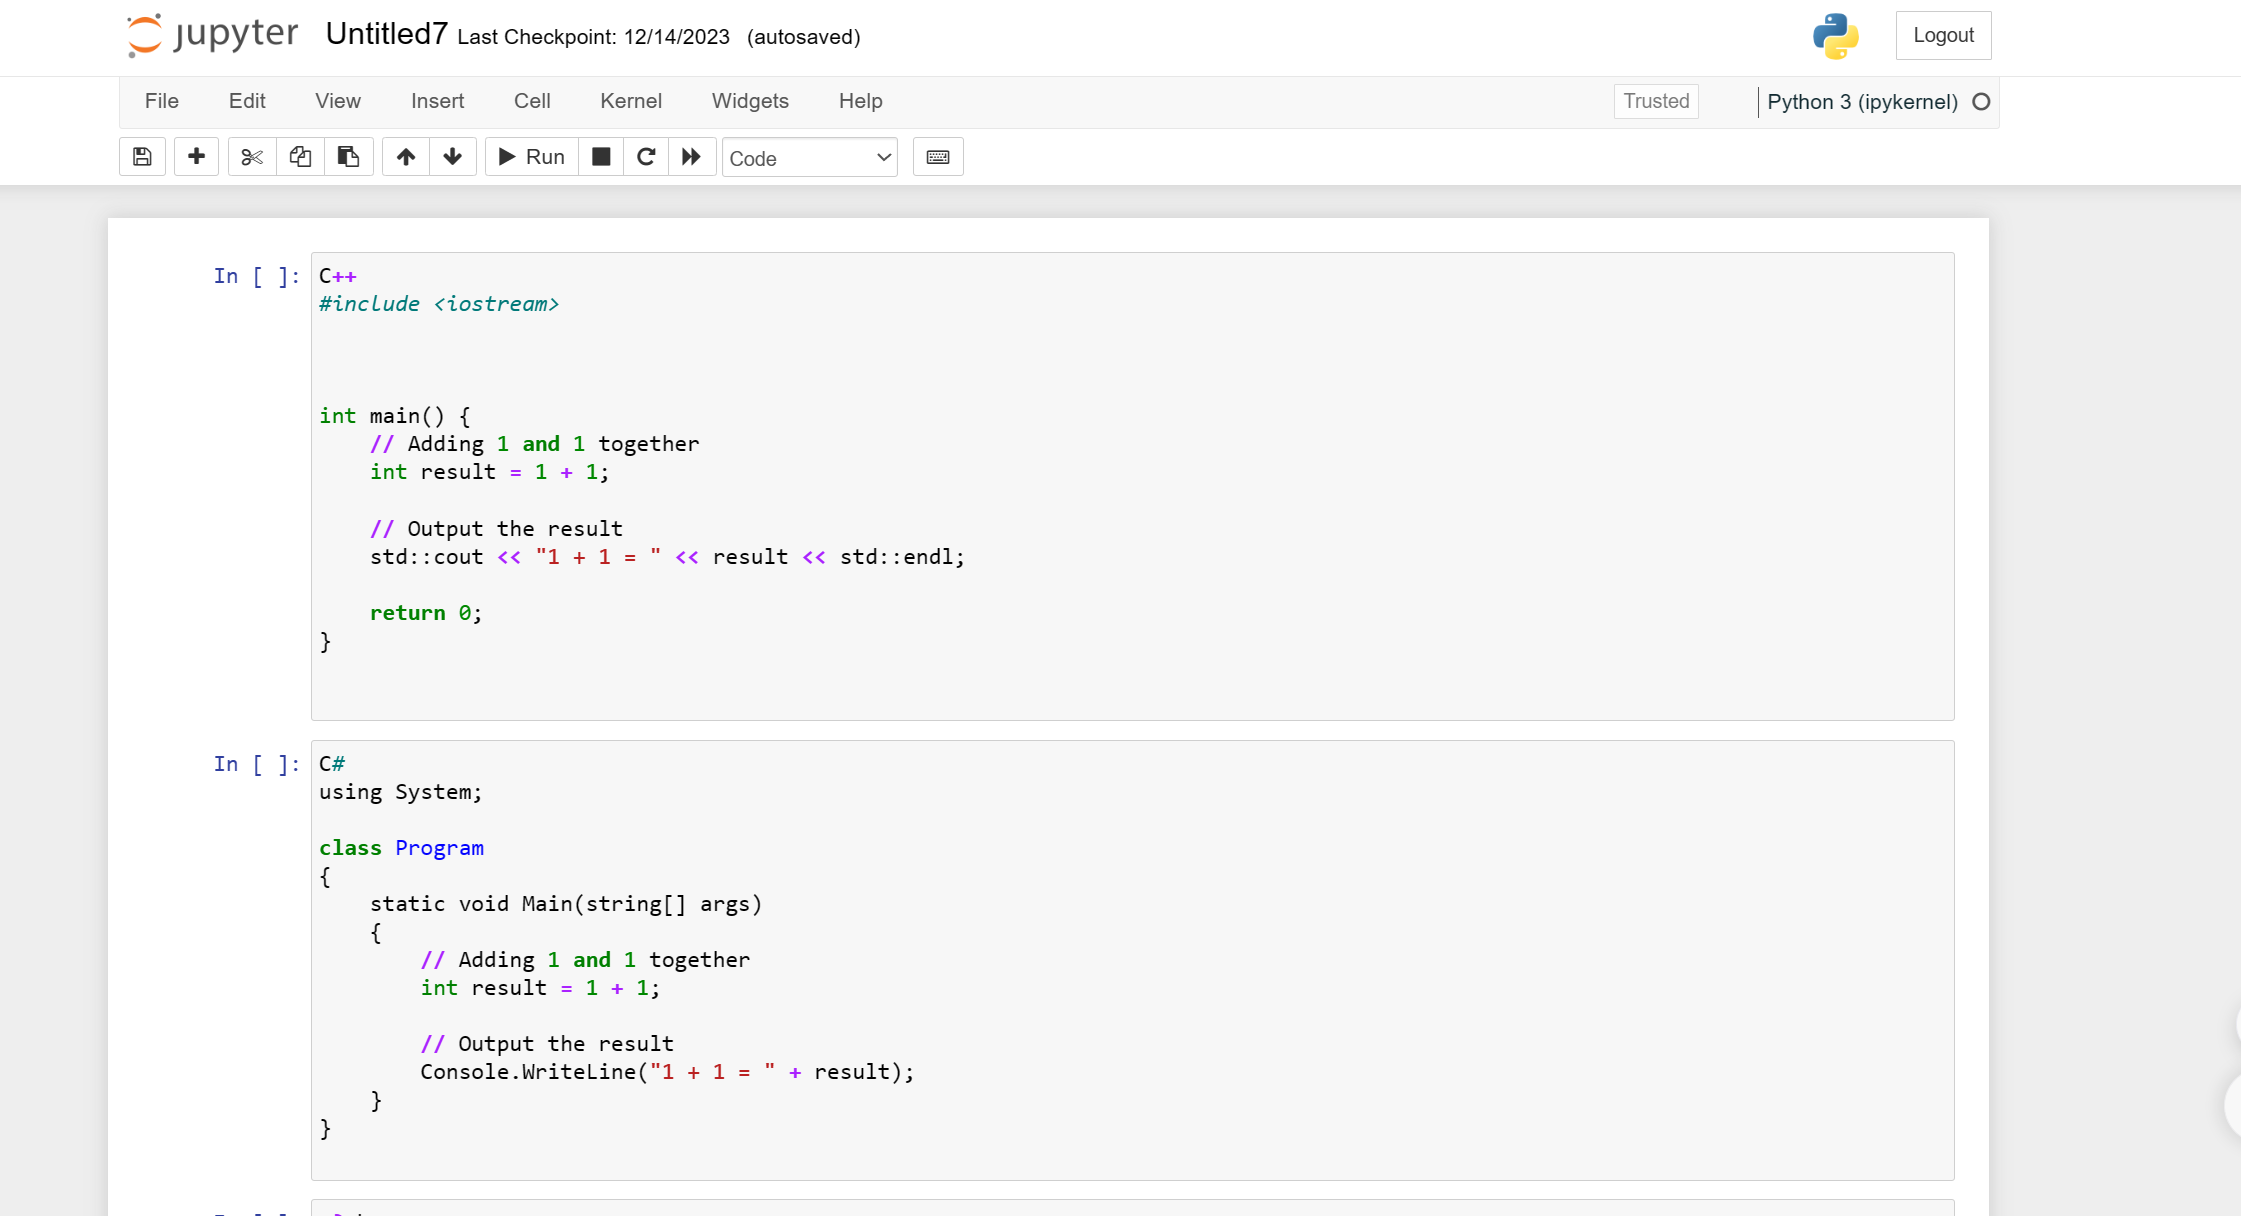 jupyter Untitled7 Last Checkpoint: 12/14/2023 (autosaved)
Logout
File Edit View Insert Cell Kernel Widgets Help
Trusted
Python 3 (ipykernel)
Run
Code
In [ ]:
C++
#include <iostream>
int main() {
// Adding 1 and 1 together
int result = 1 + 1;
// Output the result
std::cout << "1 + 1 = " << result << std::endl;
return 0;
}
In [ ]:
C#
using System;
class Program
{
static void Main(string[] args)
{
// Adding 1 and 1 together
int result = 1 + 1;
// Output the result
Console.WriteLine("1 + 1 = " + result);
}
}